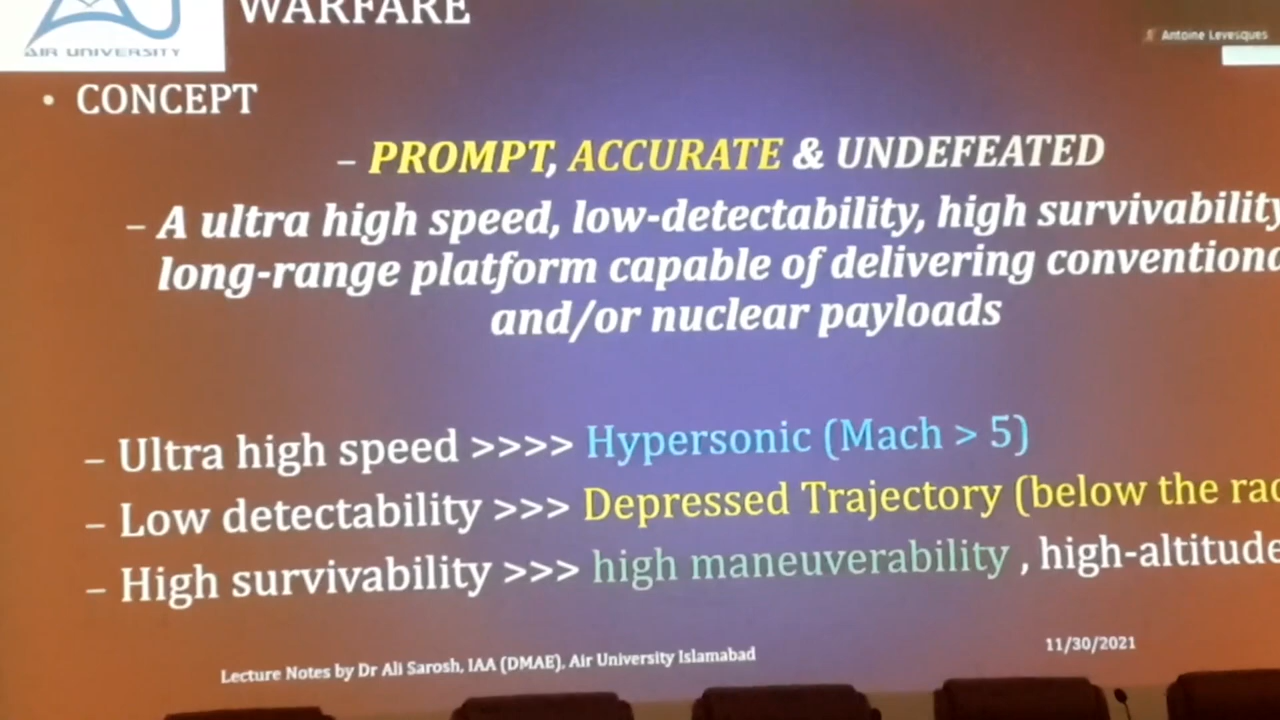 WARFARE
AIR UNIVERSITY
Antoine Levesques
• CONCEPT
– PROMPT, ACCURATE & UNDEFEATED
– A ultra high speed, low-detectability, high survivability
long-range platform capable of delivering
and/or nuclear payloads
– Ultra high speed >>>> Hypersonic (Mach > 5)
– Low detectability >>> Depressed Trajectory (below the
– High survivability >>> high maneuverability , high-altitude
Lecture Notes by Dr Ali Sarosh, IAA (DMAE), Air University Islamabad
11/30/2021